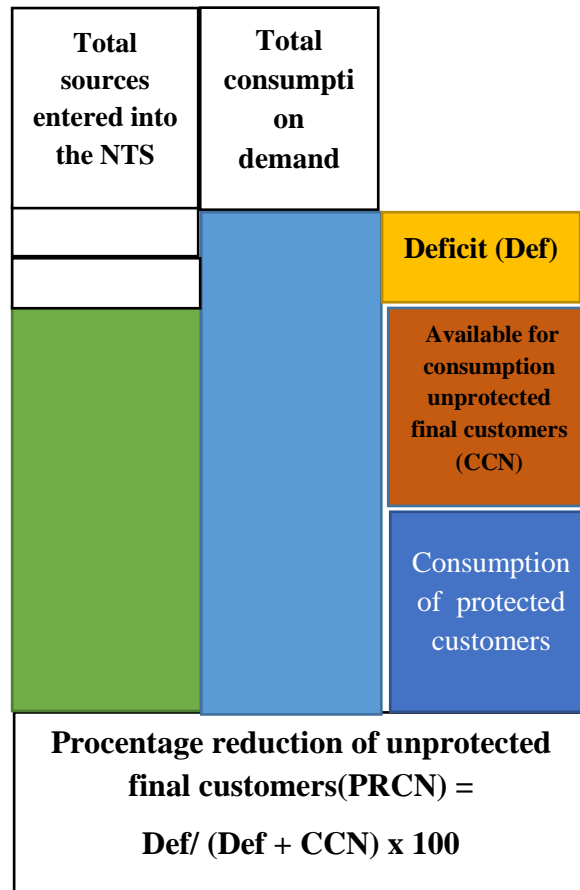 Total
sources
entered into
the NTS
Total
consumpti
on
demand
Deficit (Def)
Available for
consumption
unprotected
final customers
(CCN)
Consumption
of protected
customers
Procentage reduction of unprotected
final customers(PRCN) =
Def/ (Def + CCN) x 100